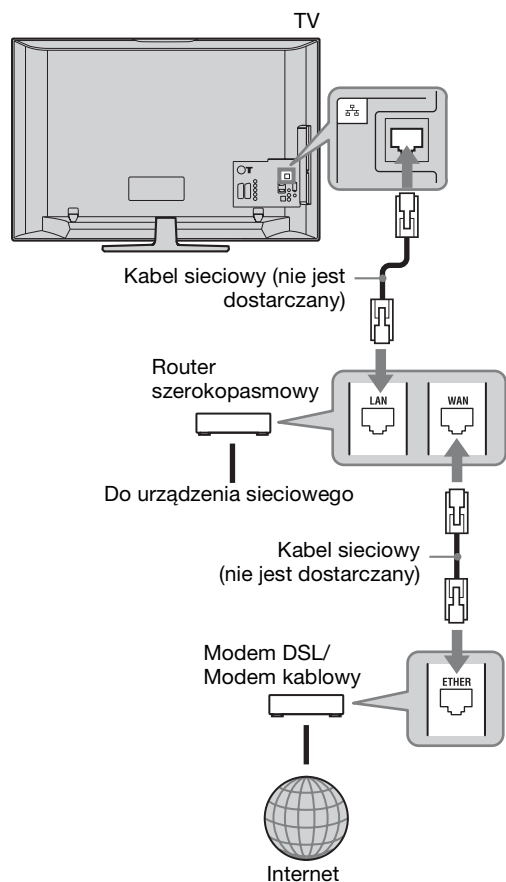 TV
Kabel sieciowy (nie jest
dostarczany)
Router
szerokopasmowy
LAN
WAN
Do urządzenia sieciowego
Kabel sieciowy
(nie jest dostarczany)
Modem DSL/
Modem kablowy
ETHER
Internet